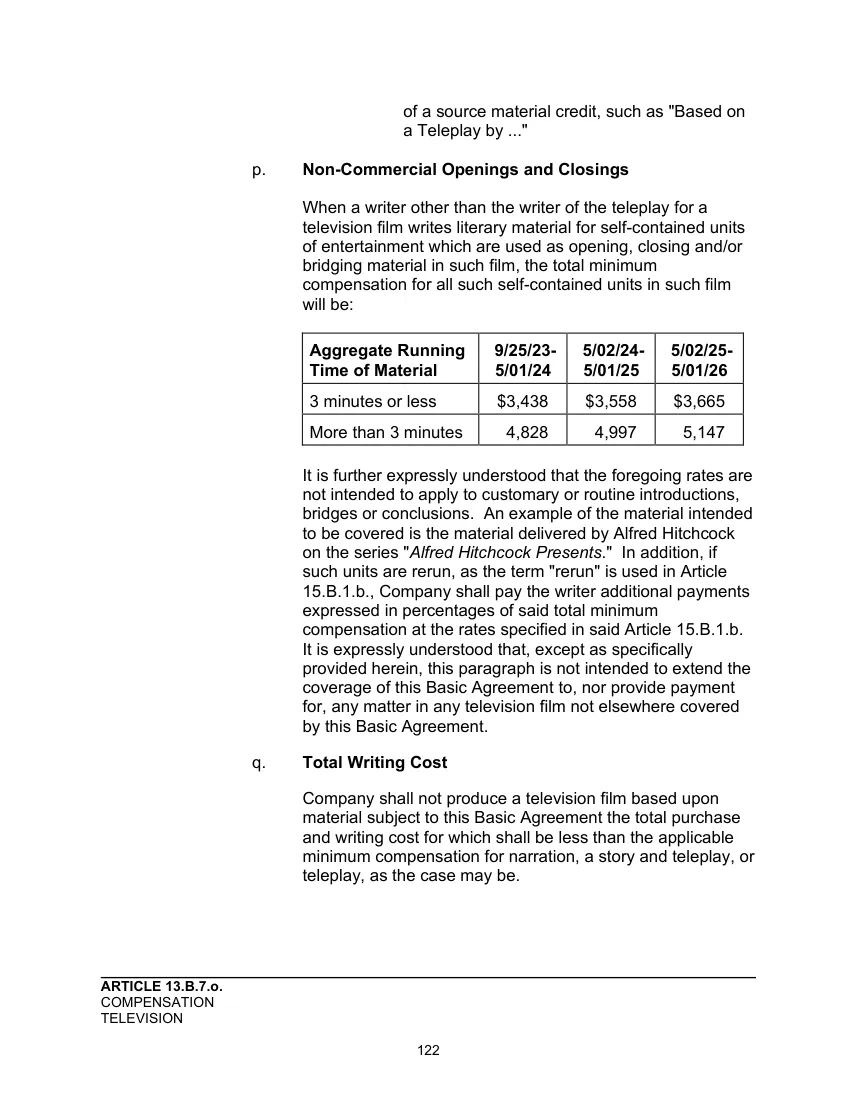 of a source material credit, such as "Based on
a Teleplay by ..."
p. Non-Commercial Openings and Closings
When a writer other than the writer of the teleplay for a
television film writes literary material for self-contained units
of entertainment which are used as opening, closing and/or
bridging material in such film, the total minimum
compensation for all such self-contained units in such film
will be:
Aggregate Running 9/25/23- 5/02/24- 5/02/25-
Time of Material 5/01/24 5/01/25 5/01/26
3 minutes or less $3,438 $3,558 $3,665
More than 3 minutes 4,828 4,997 5,147
It is further expressly understood that the foregoing rates are
not intended to apply to customary or routine introductions,
bridges or conclusions.  An example of the material intended
to be covered is the material delivered by Alfred Hitchcock
on the series "Alfred Hitchcock Presents."  In addition, if
such units are rerun, as the term "rerun" is used in Article
15.B.1.b., Company shall pay the writer additional payments
expressed in percentages of said total minimum
compensation at the rates specified in said Article 15.B.1.b.
It is expressly understood that, except as specifically
provided herein, this paragraph is not intended to extend the
coverage of this Basic Agreement to, nor provide payment
for, any matter in any television film not elsewhere covered
by this Basic Agreement.
q. Total Writing Cost
Company shall not produce a television film based upon
material subject to this Basic Agreement the total purchase
and writing cost for which shall be less than the applicable
minimum compensation for narration, a story and teleplay, or
teleplay, as the case may be.
ARTICLE 13.B.7.o.
COMPENSATION
TELEVISION
122